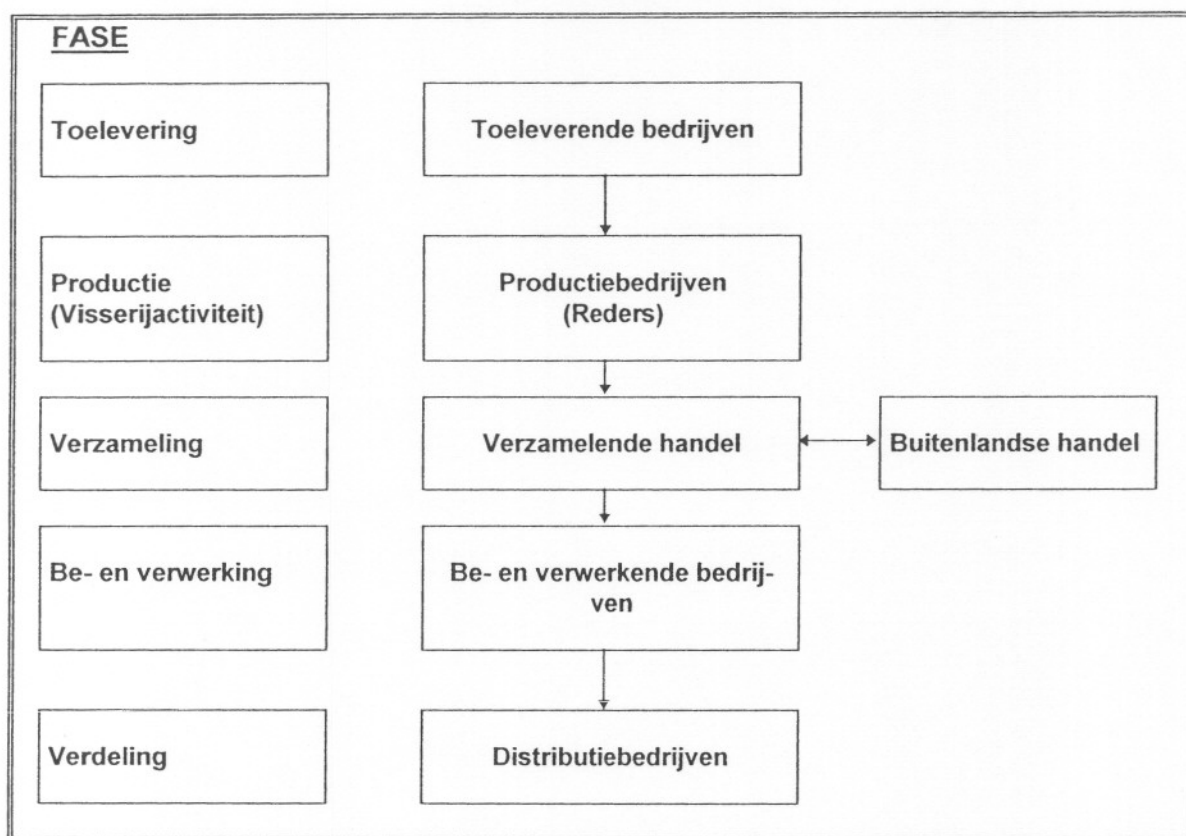 FASE
Toelevering
Toeleverende bedrijven
Productie
(Visserijactiviteit)
Productiebedrijven
(Reders)
Verzameling
Verzamelende handel
Buitenlandse handel
Be- en verwerking
Be- en verwerkende bedrij-
ven
Verdeling
Distributiebedrijven